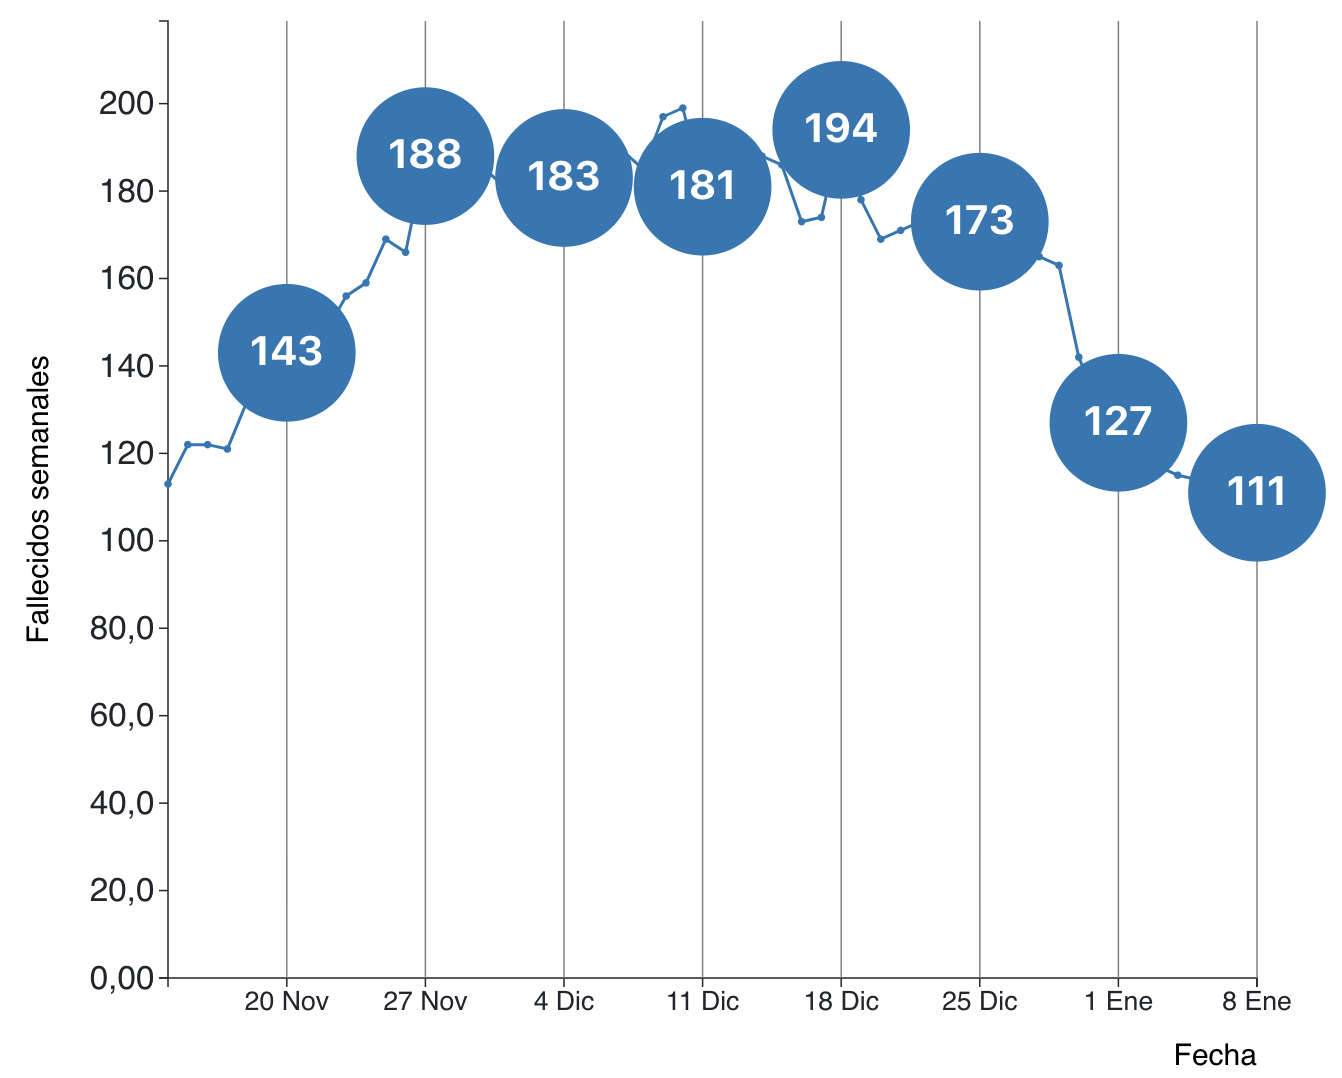 200
180
160
140
120
100
80,0
60,0
40,0
20,0
0,00
Fallecidos semanales
143
188
183
181
194
173
127
111
20 Nov
27 Nov
4 Dic
11 Dic
18 Dic
25 Dic
1 Ene
8 Ene
Fecha